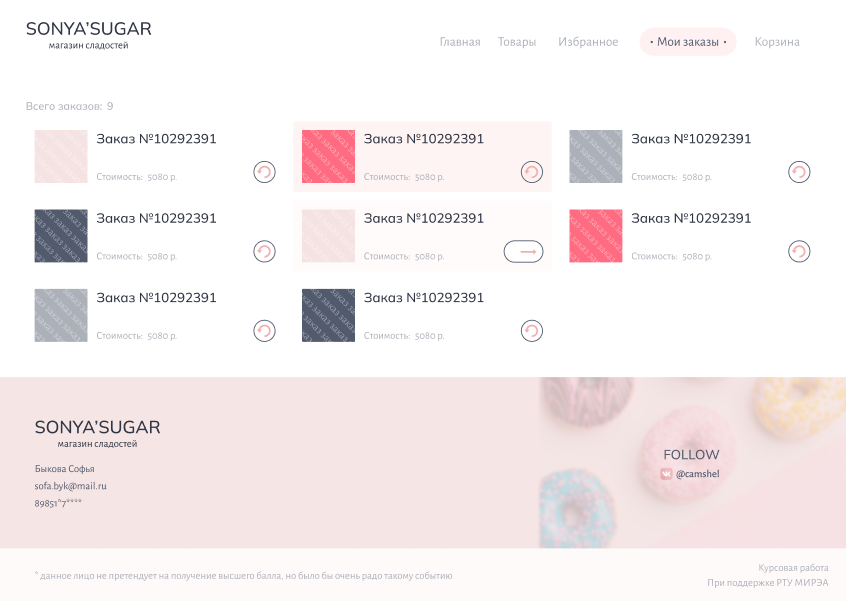 SONYA’SUGAR
магазин сладостей
Главная Товары Избранное • Мои заказы • Корзина
Всего заказов: 9
Заказ №10292391 Заказ №10292391 Заказ №10292391
Стоимость: 5080 р. Стоимость: 5080 р. Стоимость: 5080 р.
Заказ №10292391 Заказ №10292391 Заказ №10292391
Стоимость: 5080 р. Стоимость: 5080 р. Стоимость: 5080 р.
Заказ №10292391 Заказ №10292391
Стоимость: 5080 р. Стоимость: 5080 р.
SONYA’SUGAR
магазин сладостей
Быкова Софья
sofa.byk@mail.ru
89851*7****
FOLLOW
@camshel
* данное лицо не претендует на получение высшего балла, но было бы очень радо такому событию
Курсовая работа
При поддержке РТУ МИРЭА